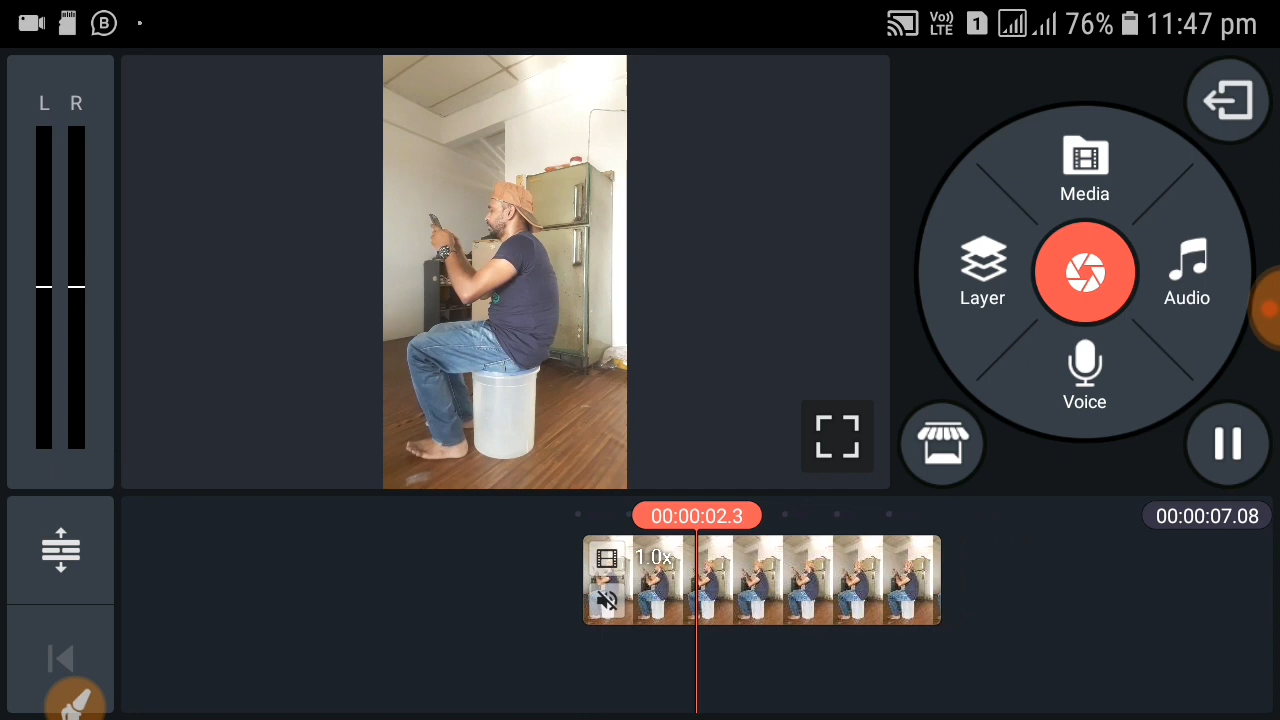 B
Vo))
LTE
1
76%
11:47 pm
L R
Media
Layer
Audio
Voice
00:00:02.3
00:00:07.08
1.0x